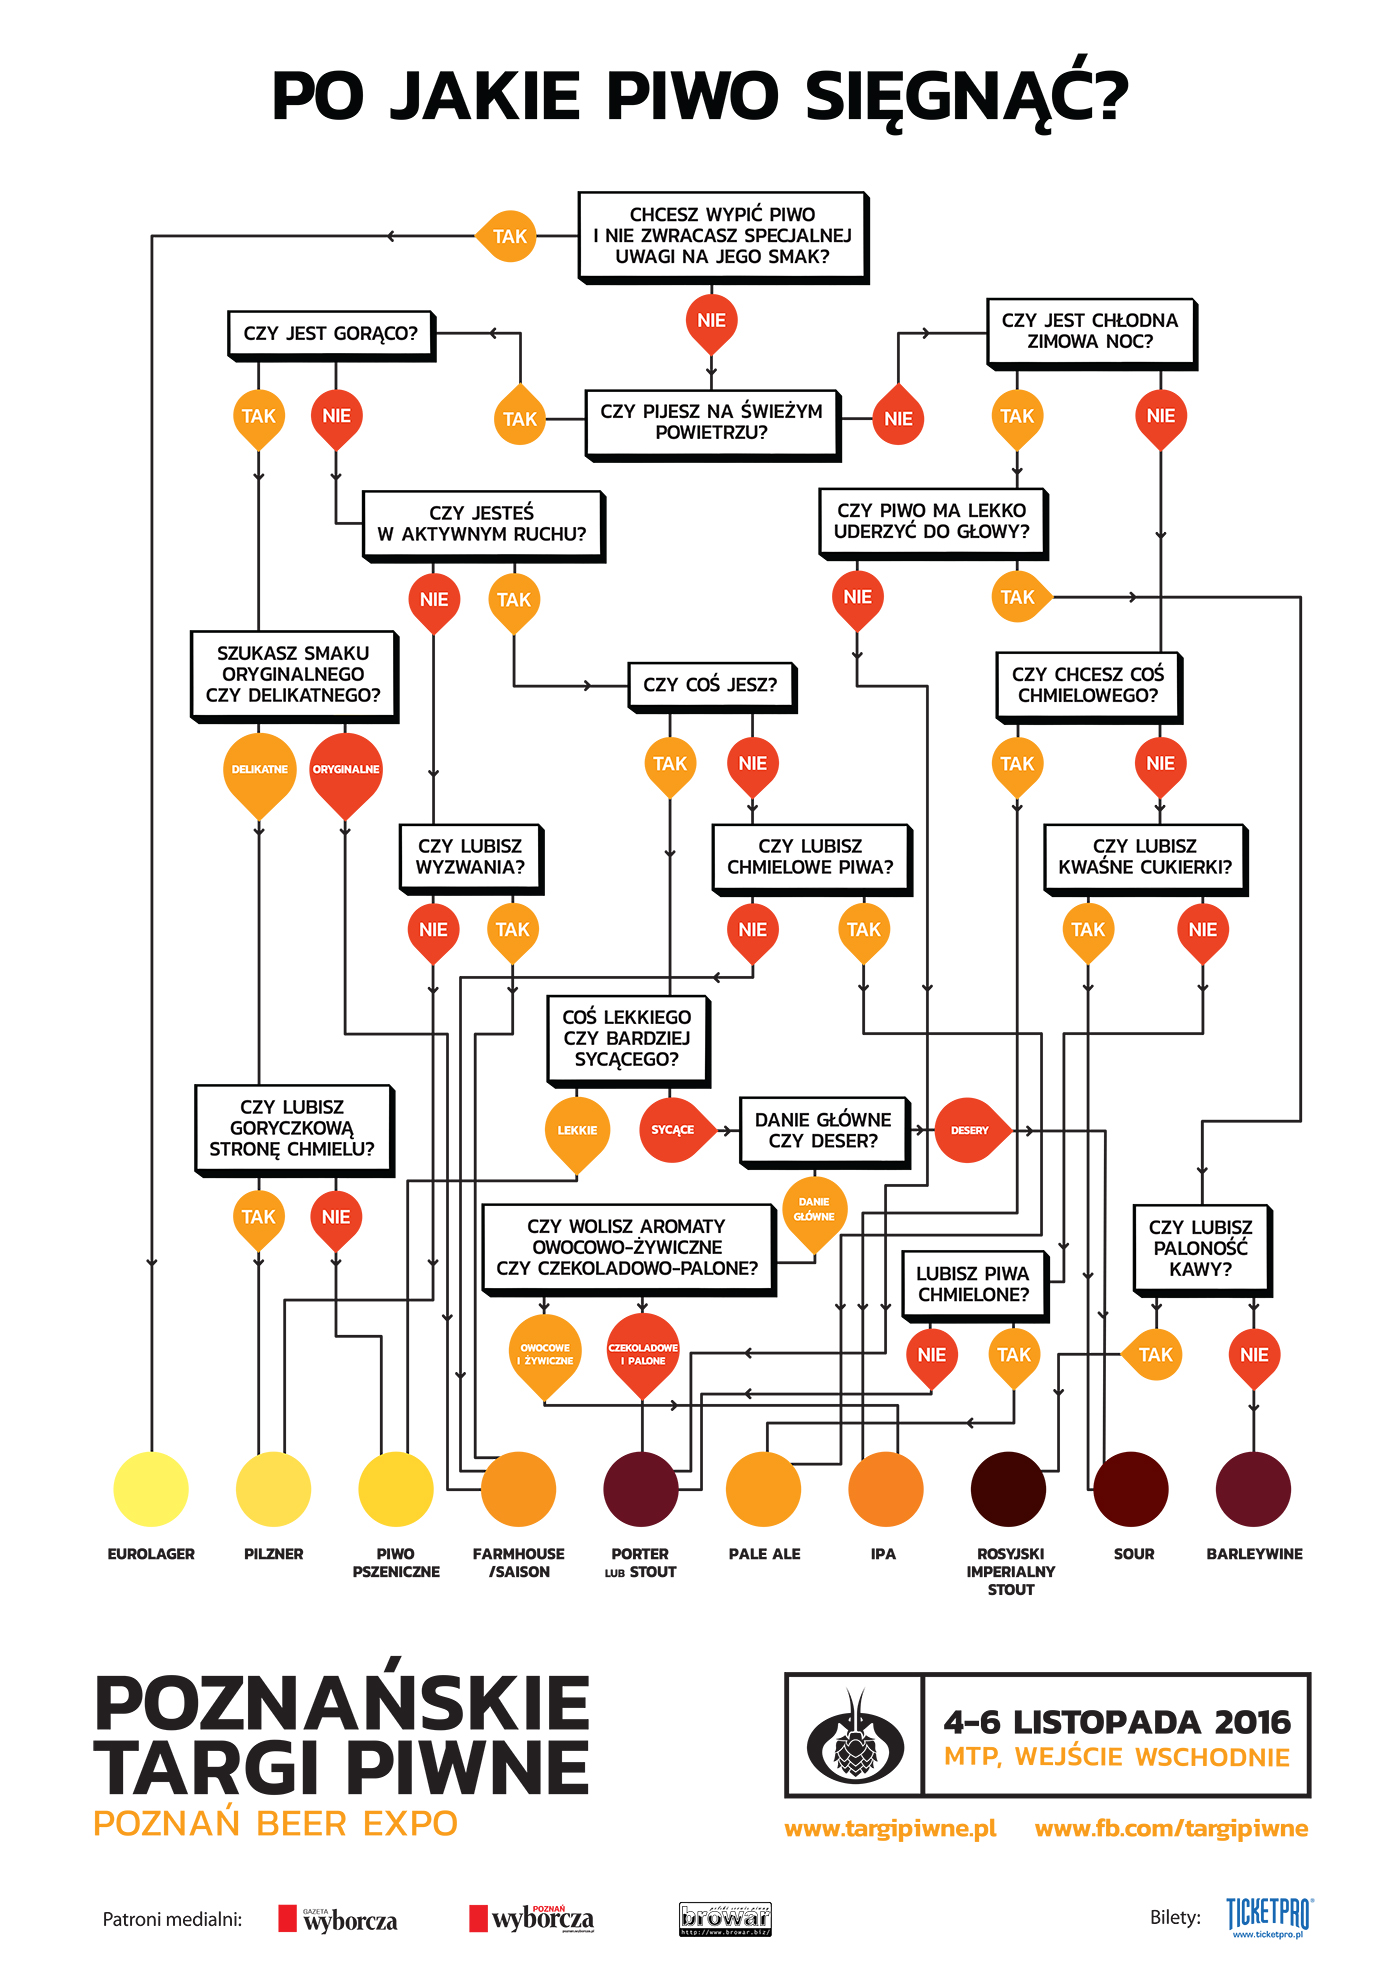 PO JAKIE PIWO SIĘGNĄĆ?
CHCESZ WYPIĆ PIWO
I NIE ZWRACASZ SPECJALNEJ
UWAGI NA JEGO SMAK?
TAK
NIE
CZY JEST GORĄCO?
CZY JEST CHŁODNA
ZIMOWA NOC?
CZY PIJESZ NA ŚWIEŻYM
POWIETRZU?
TAK
NIE
TAK
NIE
TAK
NIE
CZY JESTEŚ
W AKTYWNYM RUCHU?
CZY PIWO MA LEKKO
UDERZYĆ DO GŁOWY?
NIE
TAK
NIE
TAK
SZUKASZ SMAKU
ORYGINALNEGO
CZY DELIKATNEGO?
CZY COŚ JESZ?
CZY CHCESZ COŚ
CHMIELOWEGO?
DELIKATNE
ORYGINALNE
TAK
NIE
TAK
NIE
CZY LUBISZ
WYZWANIA?
CZY LUBISZ
CHMIELOWE PIWA?
CZY LUBISZ
KWAŚNE CUKIERKI?
NIE
TAK
NIE
TAK
TAK
NIE
COŚ LEKKIEGO
CZY BARDZIEJ
SYCĄCEGO?
CZY LUBISZ
GORYCZKOWĄ
STRONĘ CHMIELU?
LEKKIE
SYCĄCE
DANIE GŁÓWNE
CZY DESER?
DESERY
DANIE
GŁÓWNE
TAK
NIE
CZY WOLISZ AROMATY
OWOCOWO-ŻYWICZNE
CZY CZEKOLADOWO-PALONE?
LUBISZ PIWA
CHMIELONE?
CZY LUBISZ
PALONOŚĆ
KAWY?
OWOCOWE
I ŻYWICZNE
CZEKOLADOWE
I PALONE
NIE
TAK
TAK
NIE
EUROLAGER
PILZNER
PIWO
PSZENICZNE
FARMHOUSE
/SAISON
PORTER
LUB STOUT
PALE ALE
IPA
ROSYJSKI
IMPERIALNY
STOUT
SOUR
BARLEYWINE
POZNAŃSKIE
TARGI PIWNE
POZNAŃ BEER EXPO
4-6 LISTOPADA 2016
MTP, WEJŚCIE WSCHODNIE
www.targipiwne.pl
www.fb.com/targipiwne
Patroni medialni:
GAZETA
wyborcza
POZNAŃ
wyborcza
browar
http://www.browar.biz/
Bilety:
TICKETPRO
www.ticketpro.pl